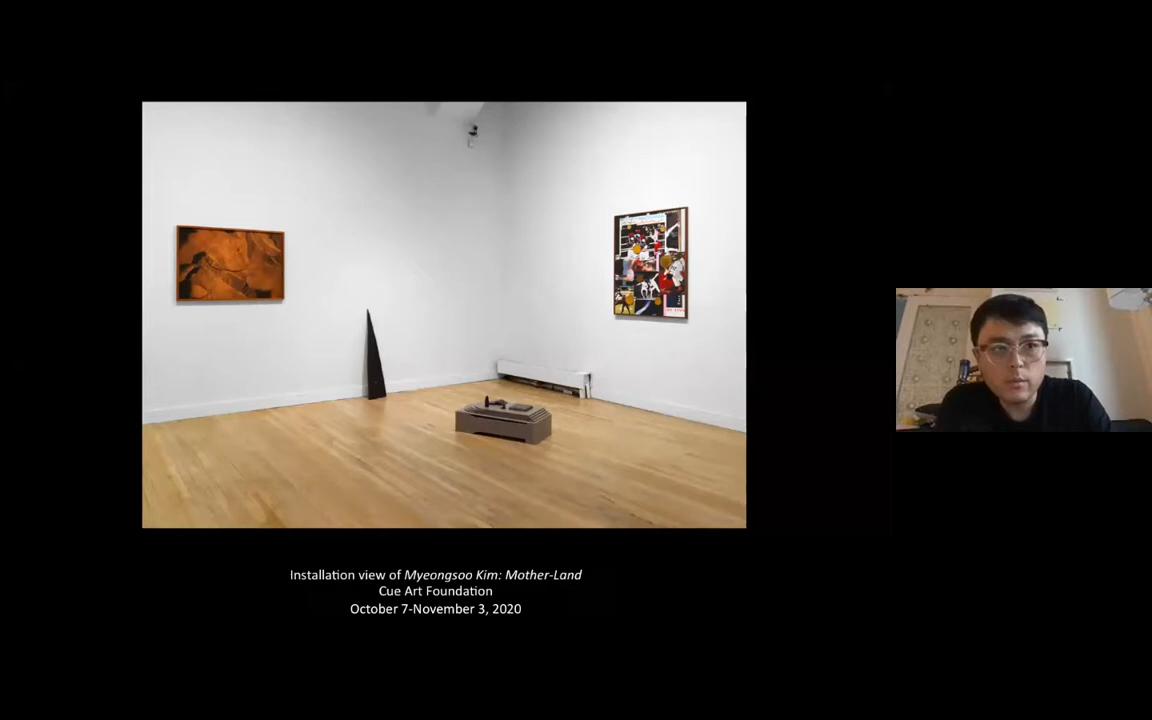 Installation view of Myeongsoo Kim: Mother-Land
Cue Art Foundation
October 7-November 3, 2020